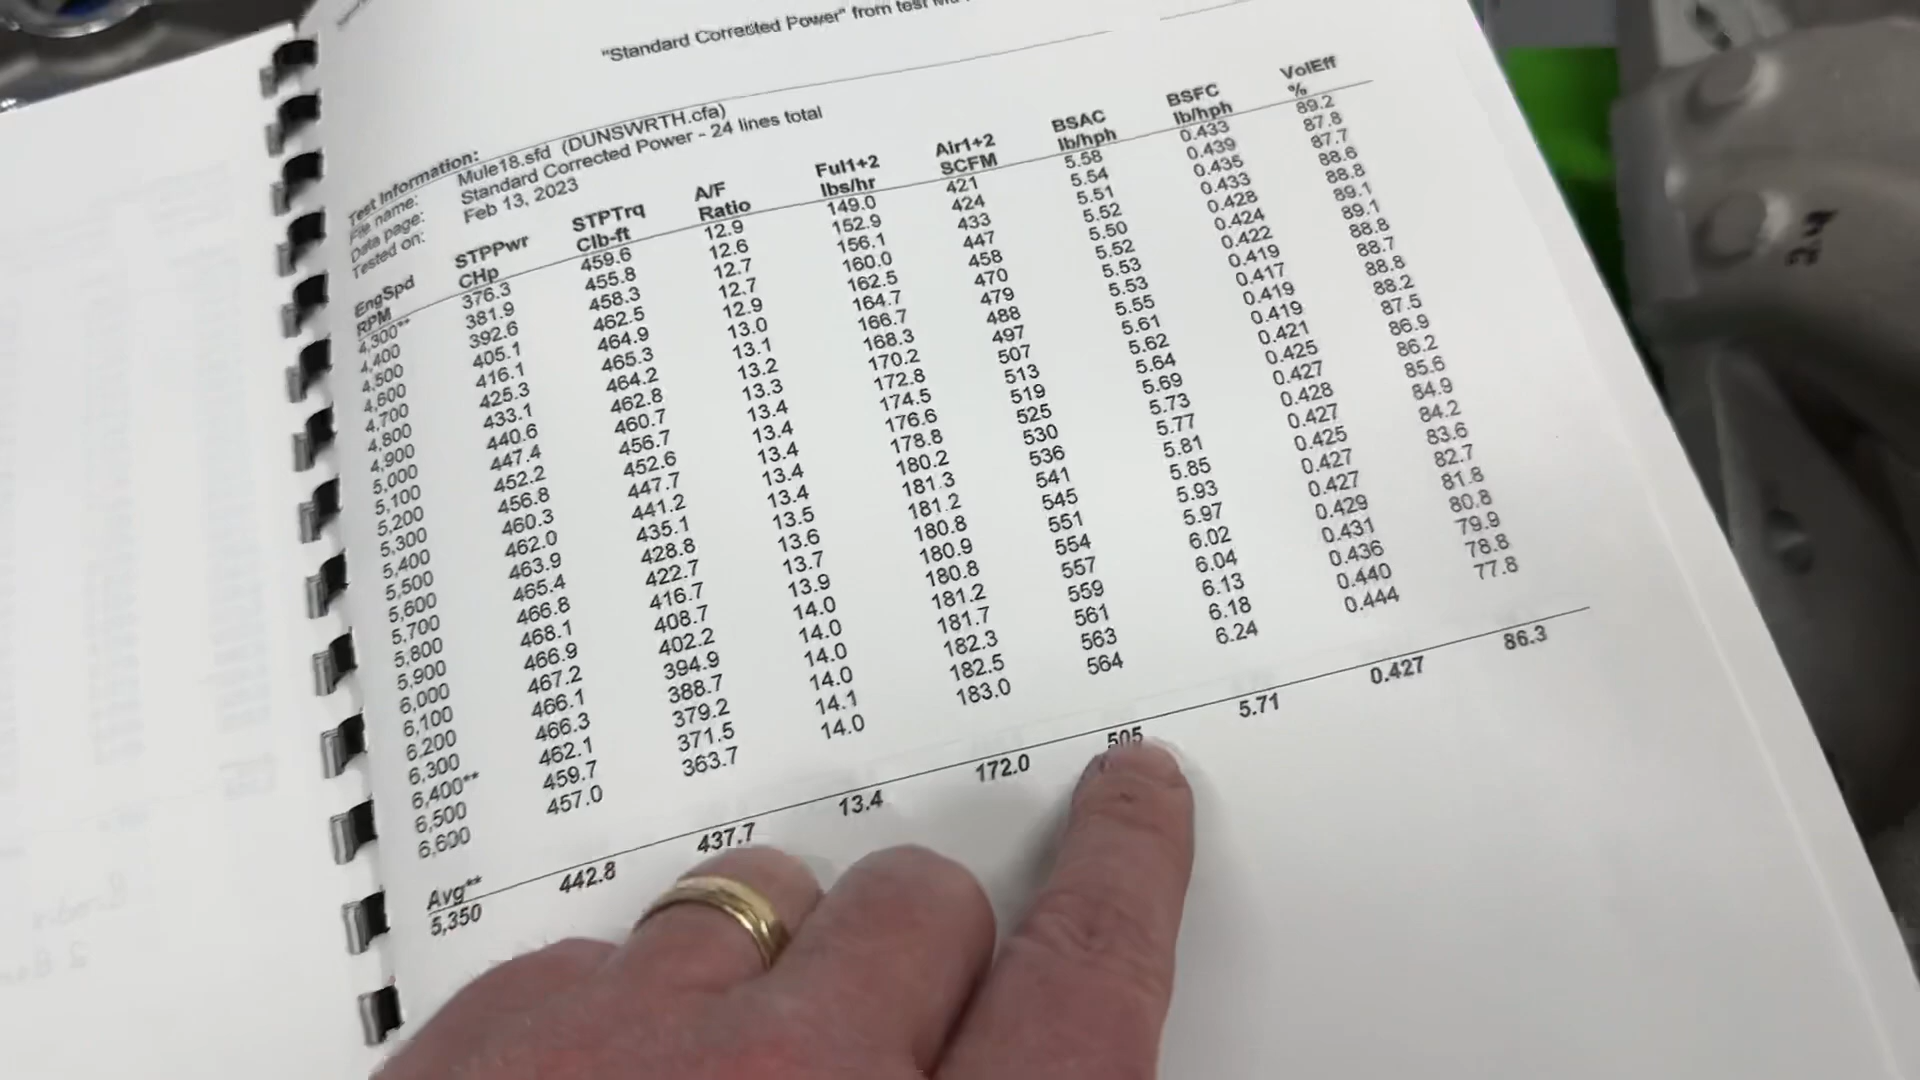 "Standard Corrected Power" from test
Test Information:
File name: Mule18.sfd (DUNSWRTH.cfa)
Data page: Standard Corrected Power - 24 lines total
Tested on: Feb 13, 2023
EngSpd STPPwr STPTrq A/F Ful1+2 Air1+2 BSAC BSFC VolEff
RPM CHp Clb-ft Ratio lbs/hr SCFM lb/hph lb/hph %
4,300** 376.3 459.6 12.9 149.0 421 5.58 0.433 89.2
4,400 381.9 455.8 12.6 152.9 424 5.54 0.439 87.8
4,500 392.6 458.3 12.7 156.1 433 5.51 0.435 87.7
4,600 405.1 462.5 12.7 160.0 447 5.52 0.433 88.6
4,700 416.1 464.9 12.9 162.5 458 5.50 0.428 88.8
4,800 425.3 465.3 13.0 164.7 470 5.52 0.424 89.1
4,900 433.1 464.2 13.1 166.7 479 5.53 0.422 89.1
5,000 440.6 462.8 13.2 168.3 488 5.53 0.419 88.8
5,100 447.4 460.7 13.3 170.2 497 5.55 0.417 88.7
5,200 452.2 456.7 13.4 172.8 507 5.61 0.419 88.8
5,300 456.8 452.6 13.4 174.5 513 5.62 0.419 88.2
5,400 460.3 447.7 13.4 176.6 519 5.64 0.421 87.5
5,500 462.0 441.2 13.4 178.8 525 5.69 0.425 86.9
5,600 463.9 435.1 13.4 180.2 530 5.73 0.427 86.2
5,700 465.4 428.8 13.5 181.3 536 5.77 0.428 85.6
5,800 466.8 422.7 13.6 181.2 541 5.81 0.427 84.9
5,900 468.1 416.7 13.7 180.8 545 5.85 0.425 84.2
6,000 466.9 408.7 13.9 180.9 551 5.93 0.427 83.6
6,100 467.2 402.2 14.0 180.8 554 5.97 0.427 82.7
6,200 466.1 394.9 14.0 181.2 557 6.02 0.429 81.8
6,300 466.3 388.7 14.0 181.7 559 6.04 0.431 80.8
6,400** 462.1 379.2 14.0 182.3 561 6.13 0.436 79.9
6,500 459.7 371.5 14.1 182.5 563 6.18 0.440 78.8
6,600 457.0 363.7 14.0 183.0 564 6.24 0.444 77.8
Avg**
5,350 442.8 437.7 13.4 172.0 505 5.71 0.427 86.3